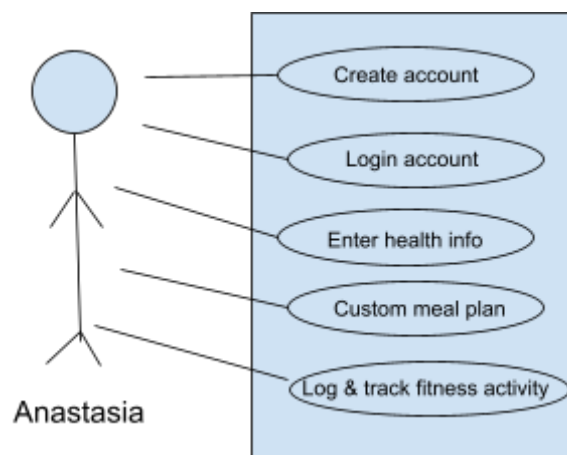 Create account
Login account
Enter health info
Custom meal plan
Log & track fitness activity
Anastasia